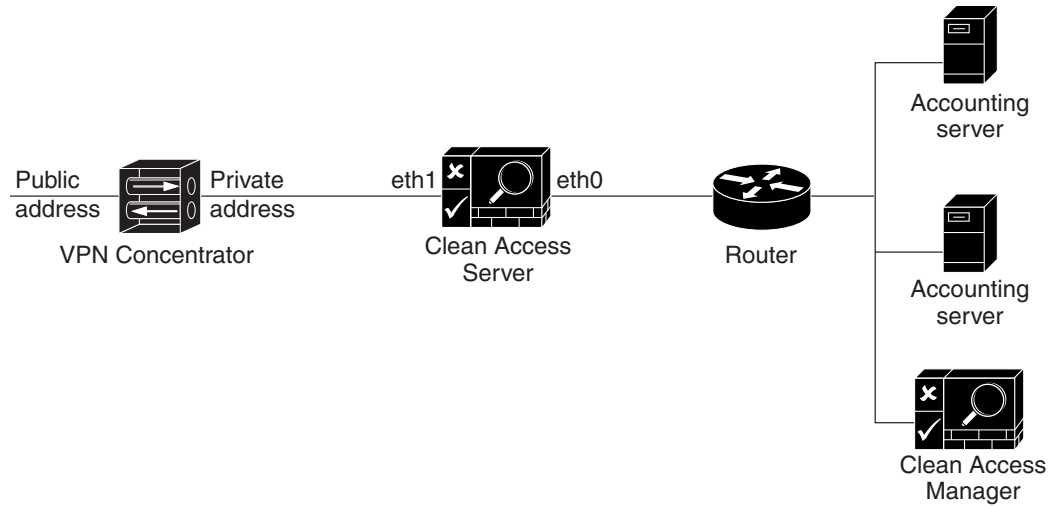 Public
address
VPN Concentrator
Private
address
eth1
eth0
Clean Access
Server
Router
Accounting
server
Accounting
server
Clean Access
Manager